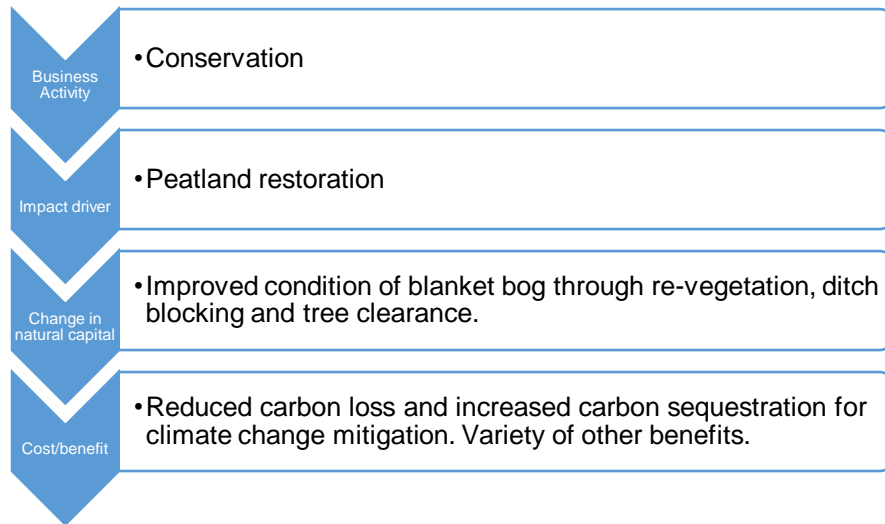 Business
Activity
•Conservation
Impact driver
•Peatland restoration
Change in
natural capital
•Improved condition of blanket bog through re-vegetation, ditch
blocking and tree clearance.
Cost/benefit
•Reduced carbon loss and increased carbon sequestration for
climate change mitigation. Variety of other benefits.